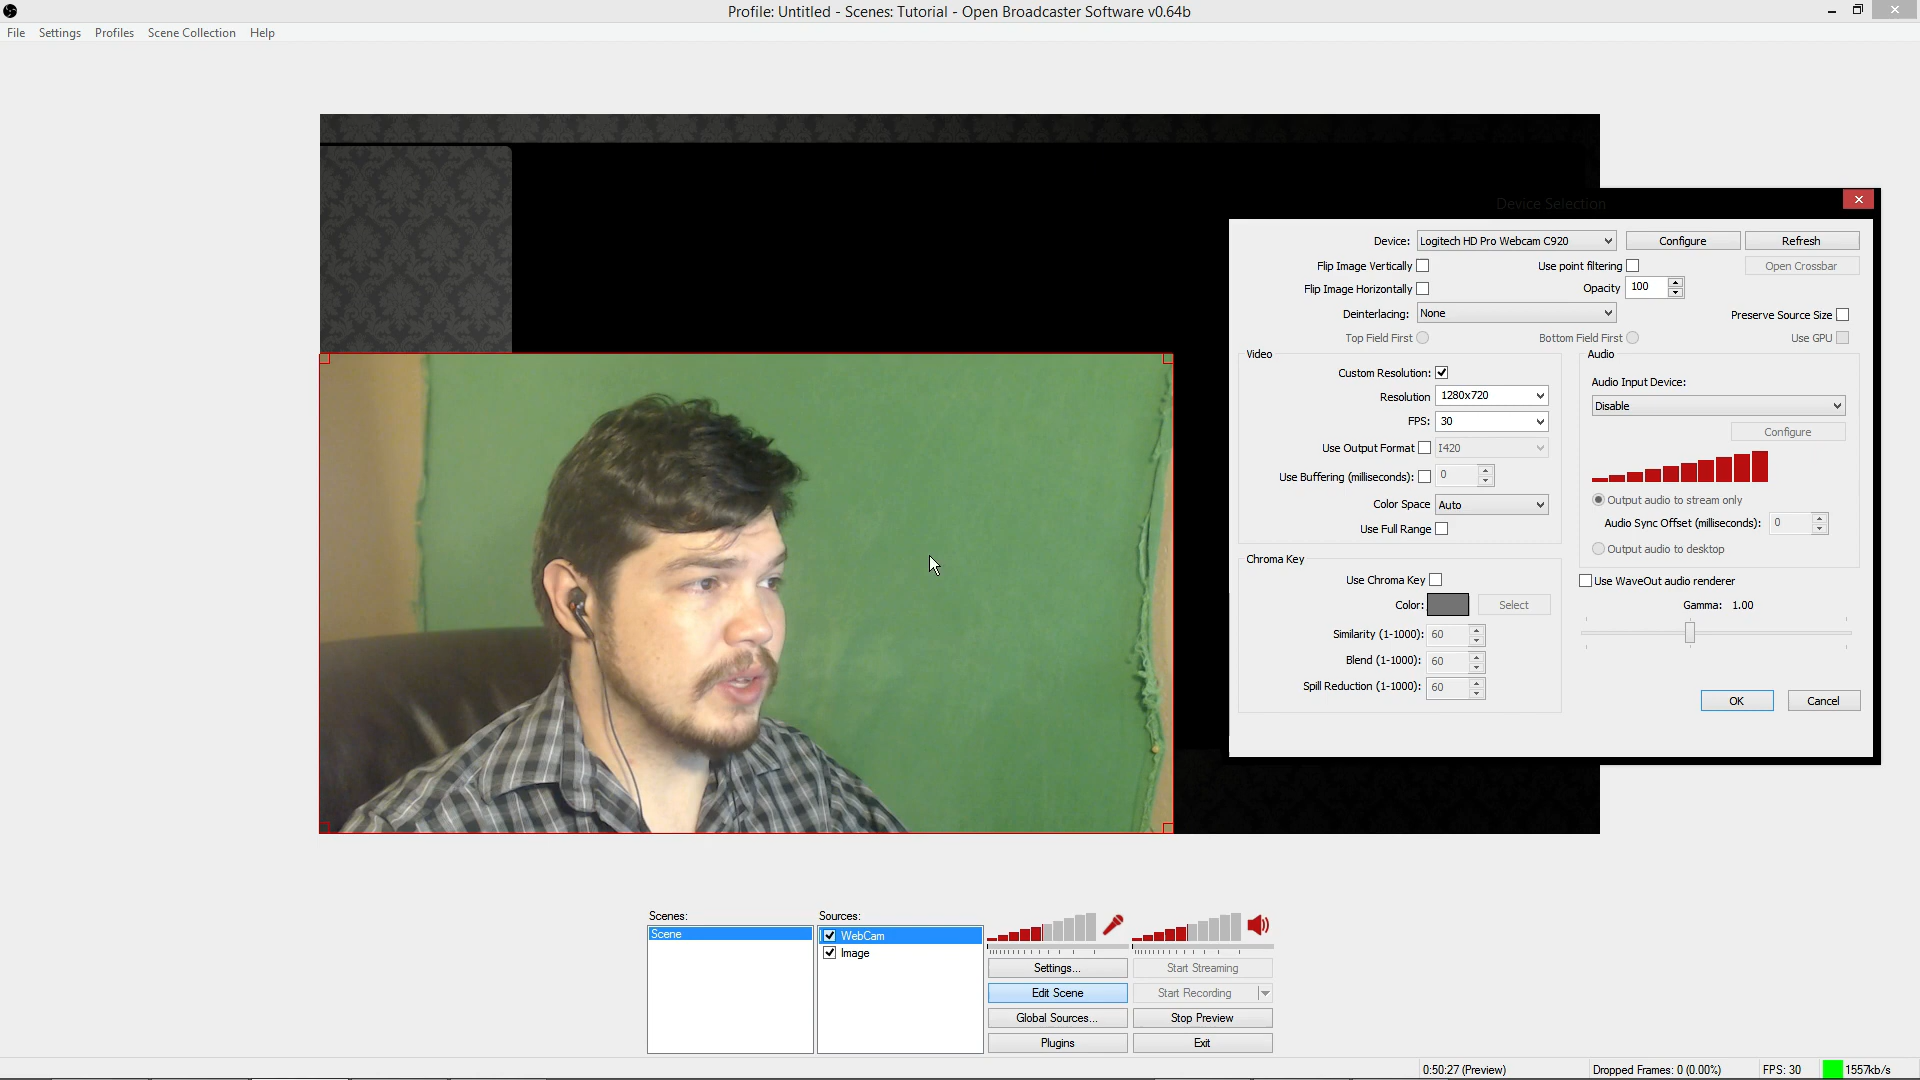 Profile: Untitled - Scenes: Tutorial - Open Broadcaster Software v0.64b
File Settings Profiles Scene Collection Help
Device Selection
Device: Logitech HD Pro Webcam C920 Configure Refresh
Flip Image Vertically Use point filtering Open Crossbar
Flip Image Horizontally Opacity 100
Deinterlacing: None Preserve Source Size
Top Field First Bottom Field First Use GPU
Video
Custom Resolution:
Resolution 1280x720
FPS: 30
Use Output Format I420
Use Buffering (milliseconds): 0
Color Space Auto
Use Full Range
Audio
Audio Input Device:
Disable
Configure
Output audio to stream only
Audio Sync Offset (milliseconds): 0
Output audio to desktop
Chroma Key
Use Chroma Key
Color: Select
Similarity (1-1000): 60
Blend (1-1000): 60
Spill Reduction (1-1000): 60
Use WaveOut audio renderer
Gamma: 1.00
OK Cancel
Scenes:
Scene
Sources:
WebCam
Image
Settings... Start Streaming
Edit Scene Start Recording
Global Sources... Stop Preview
Plugins Exit
0:50:27 (Preview) Dropped Frames: 0 (0.00%) FPS: 30 1557kb/s